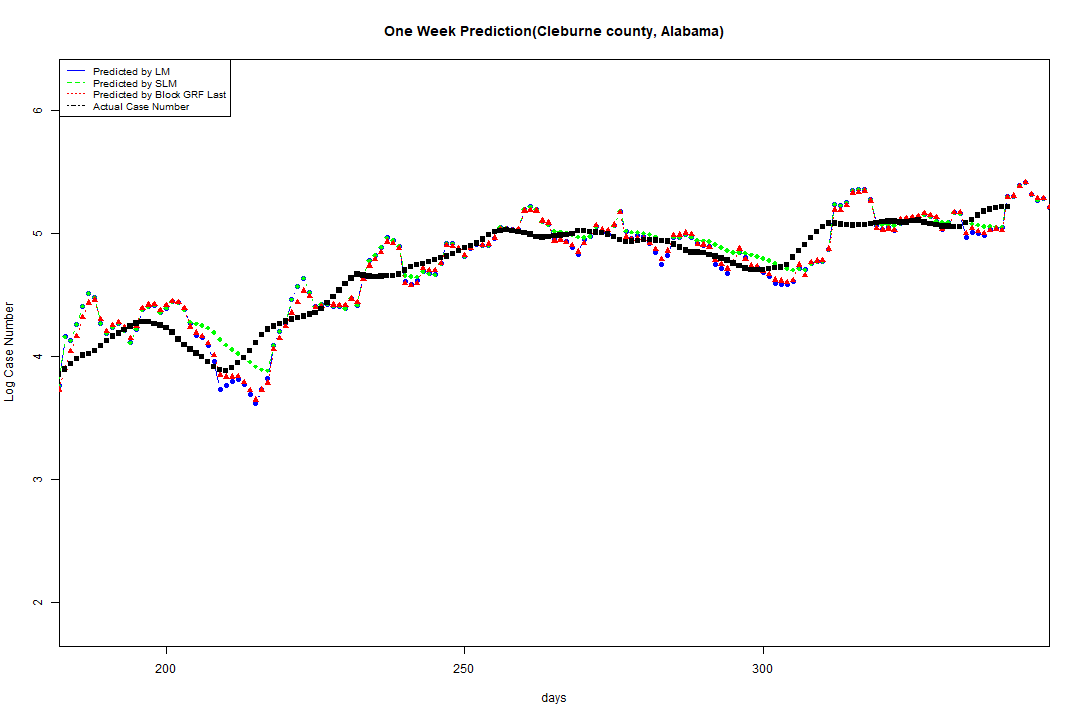 One Week Prediction(Cleburne county, Alabama)
Predicted by LM
Predicted by SLM
Predicted by Block GRF Last
Actual Case Number
6
5
4
3
2
Log Case Number
200 250 300
days